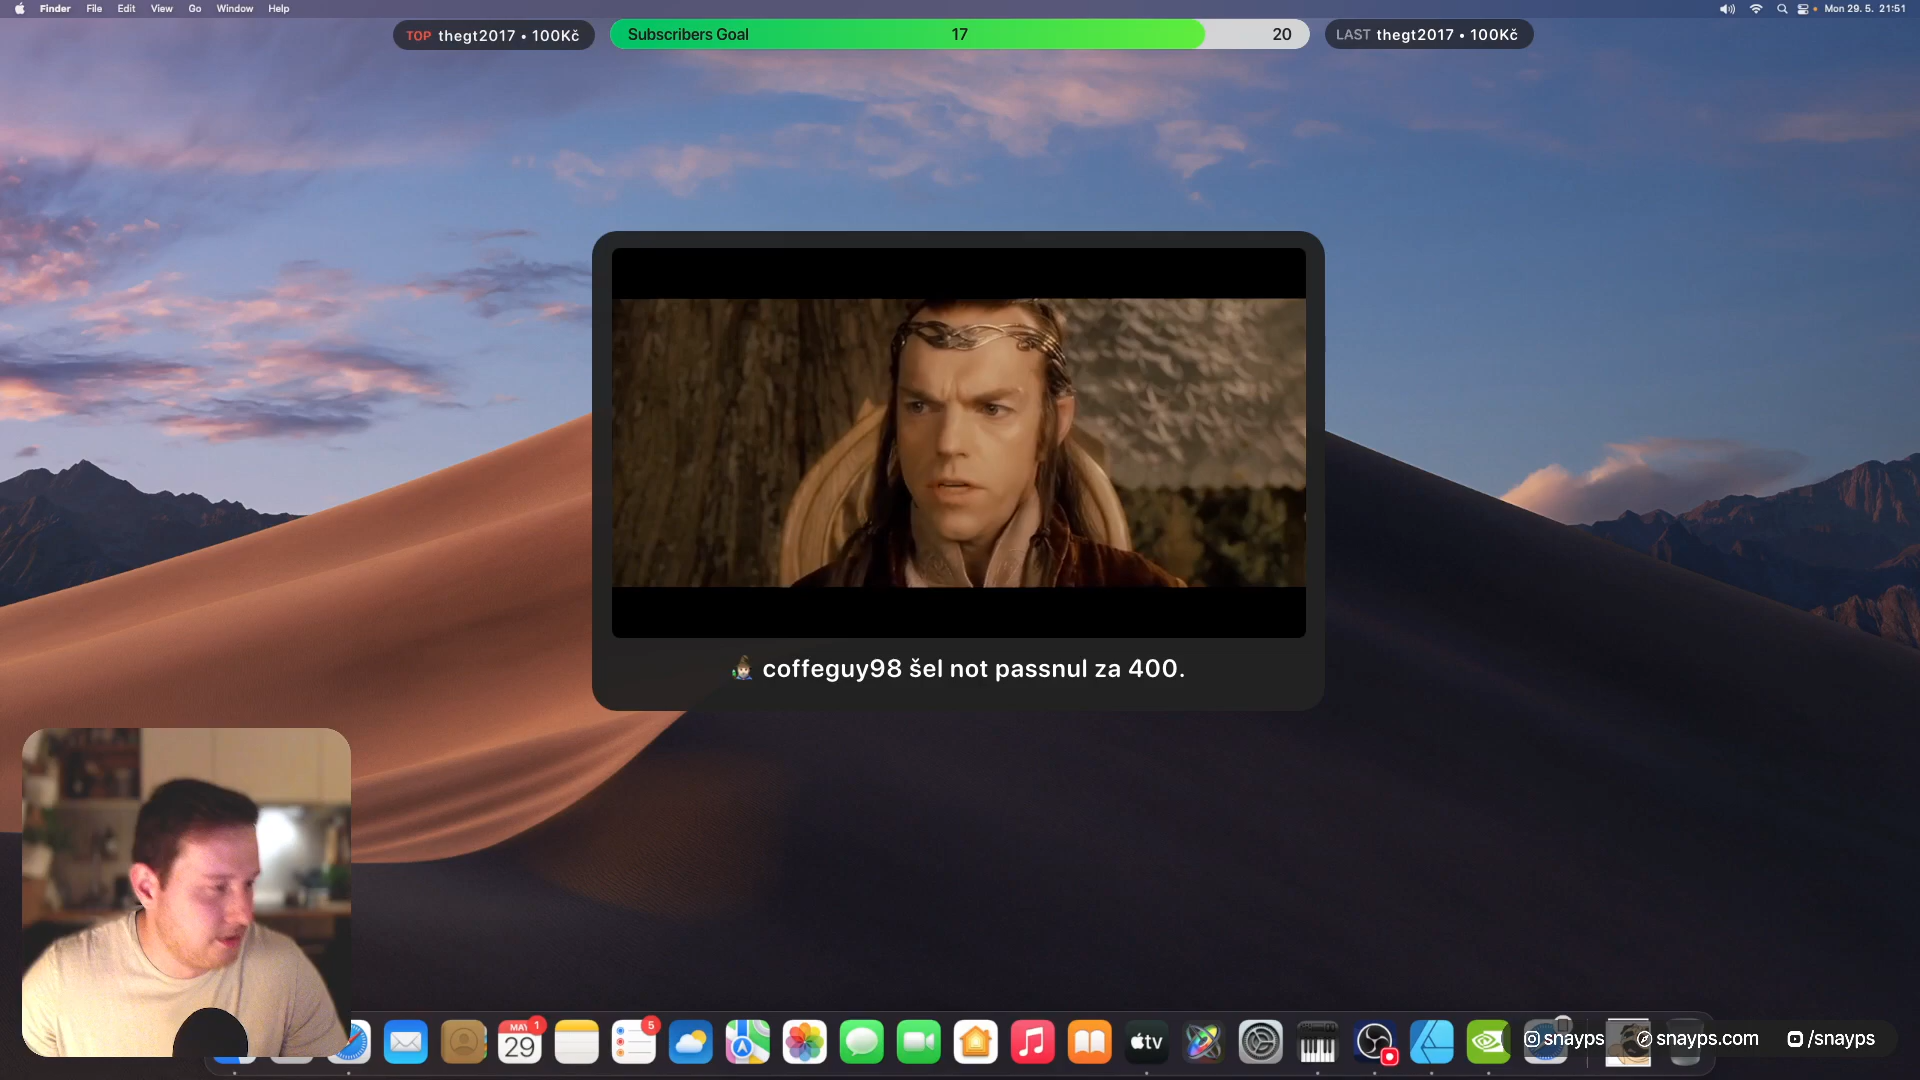 Finder File Edit View Go Window Help
Mon 29. 5. 21:51
TOP thegt2017 • 100Kč
Subscribers Goal 17 20
LAST thegt2017 • 100Kč
coffeguy98 šel not passnul za 400.
MAY 1
29
5
tv
snayps
snayps.com
/snayps